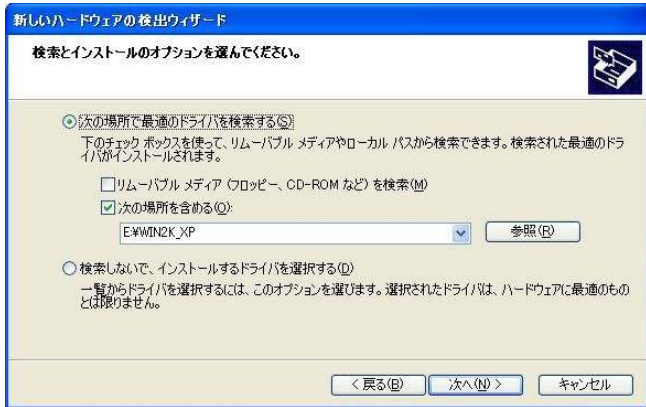 新しいハードウェアの検出ウィザード
検索とインストールのオプションを選んでください。
次の場所で最適のドライバを検索する(S)
下のチェック ボックスを使って、リムーバブル メディアやローカル パスから検索できます。検索された最適のドラ
イバがインストールされます。
リムーバブル メディア (フロッピー、CD-ROM など) を検索(M)
次の場所を含める(O):
E:¥WIN2K_XP
参照(R)
検索しないで、インストールするドライバを選択する(D)
一覧からドライバを選択するには、このオプションを選びます。選択されたドライバは、ハードウェアに最適のもの
とは限りません。
< 戻る(B)
次へ(N) >
キャンセル